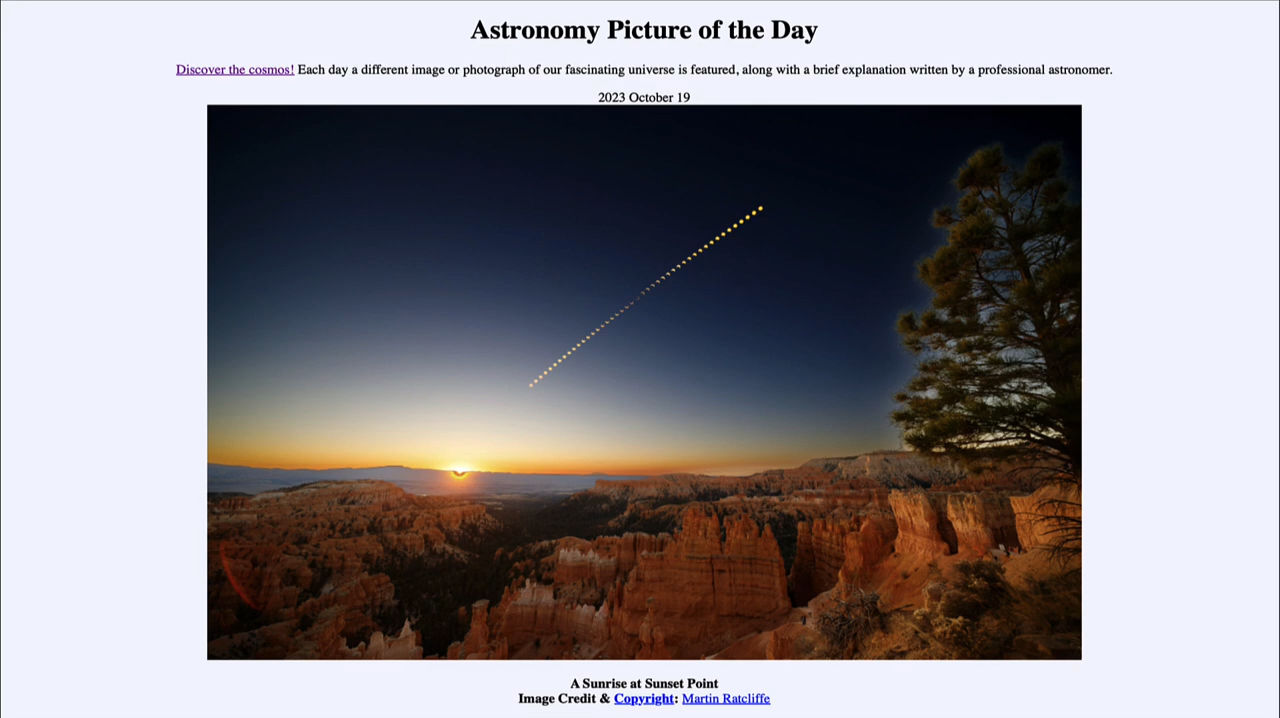 Astronomy Picture of the Day
Discover the cosmos! Each day a different image or photograph of our fascinating universe is featured, along with a brief explanation written by a professional astronomer.
2023 October 19
A Sunrise at Sunset Point
Image Credit & Copyright: Martin Ratcliffe